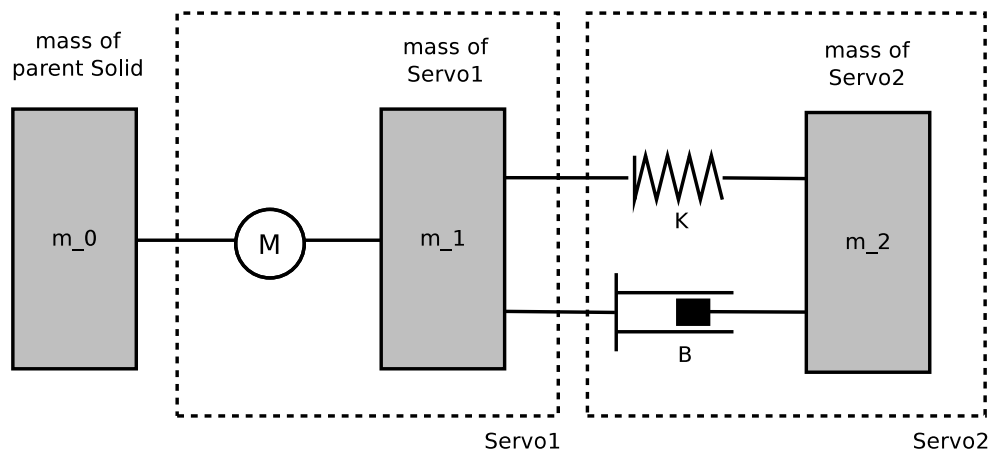 mass of
parent Solid
mass of
Servo1
mass of
Servo2
m_0
M
m_1
K
m_2
B
Servo1
Servo2